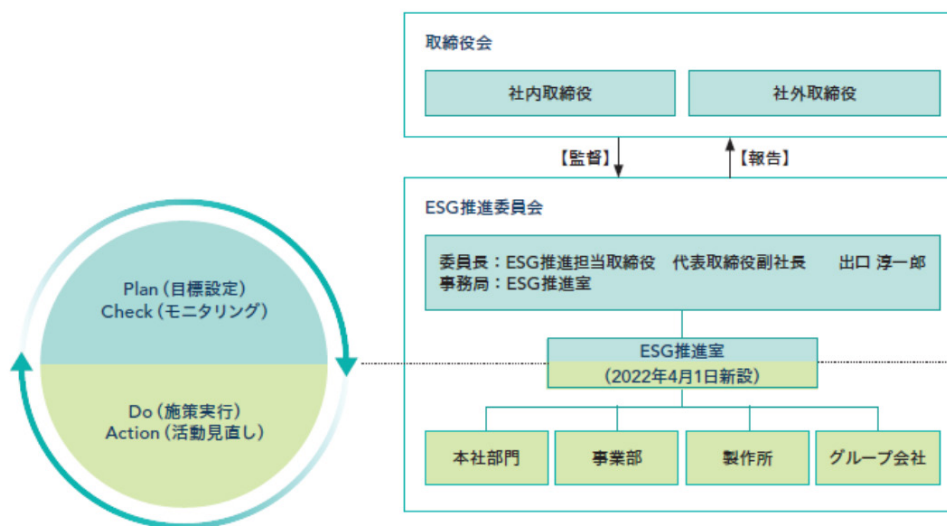 取締役会
社内取締役
社外取締役
【監督】
【報告】
ESG推進委員会
委員長：ESG推進担当取締役　代表取締役副社長　　出口 淳一郎
事務局：ESG推進室
ESG推進室
（2022年4月1日新設）
本社部門
事業部
製作所
グループ会社
Plan（目標設定）
Check（モニタリング）
Do（施策実行）
Action（活動見直し）